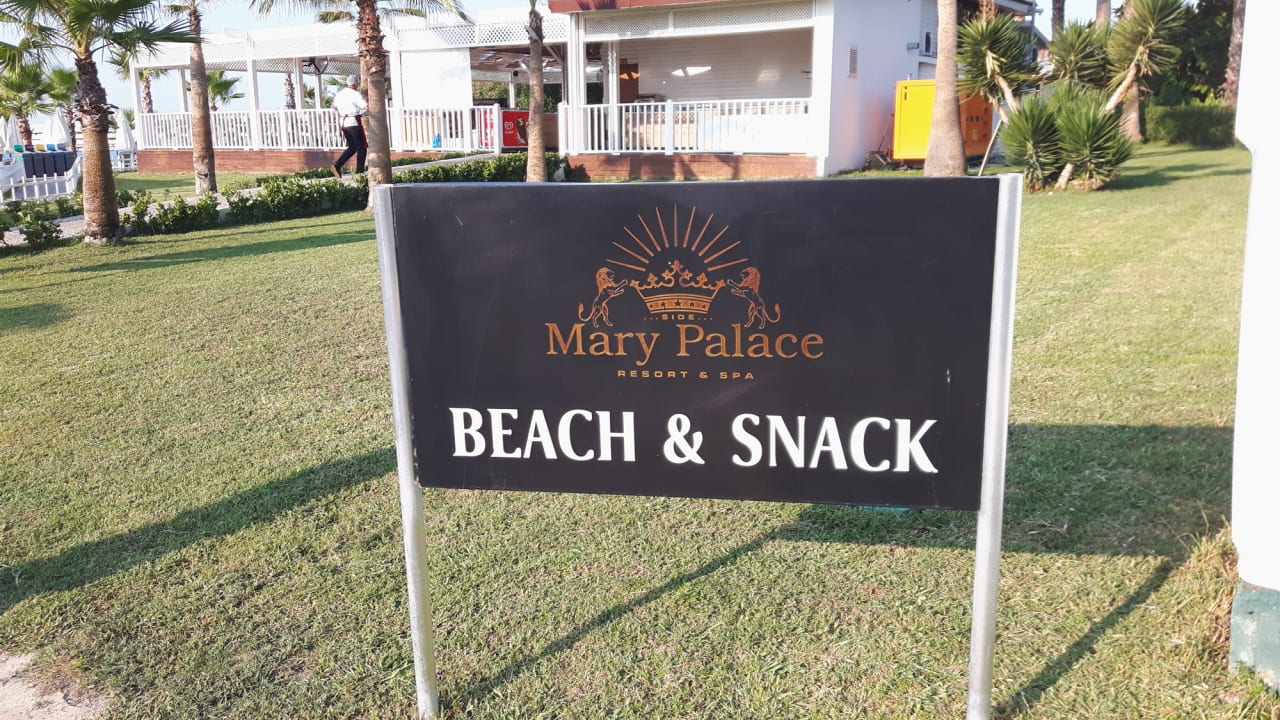 ...SIDE...
Mary Palace
RESORT & SPA
BEACH & SNACK